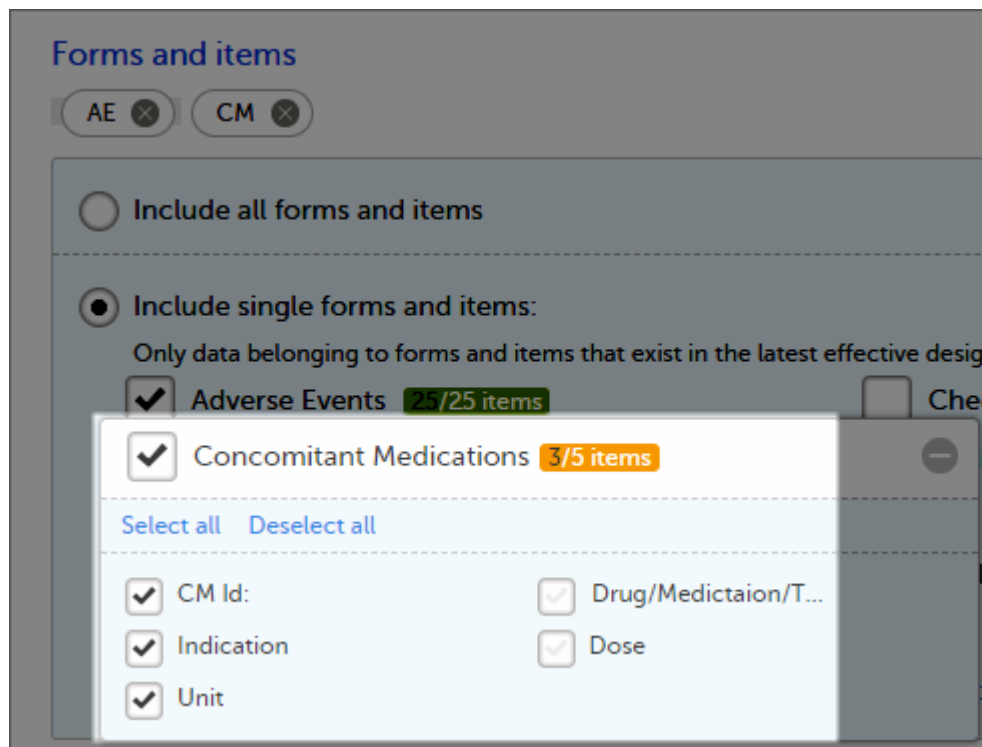 Forms and items
AE CM
Include all forms and items
Include single forms and items:
Only data belonging to forms and items that exist in the latest effective desig
Adverse Events 25/25 items Che
Concomitant Medications 3/5 items
Select all Deselect all
CM Id: Drug/Medictaion/T...
Indication Dose
Unit